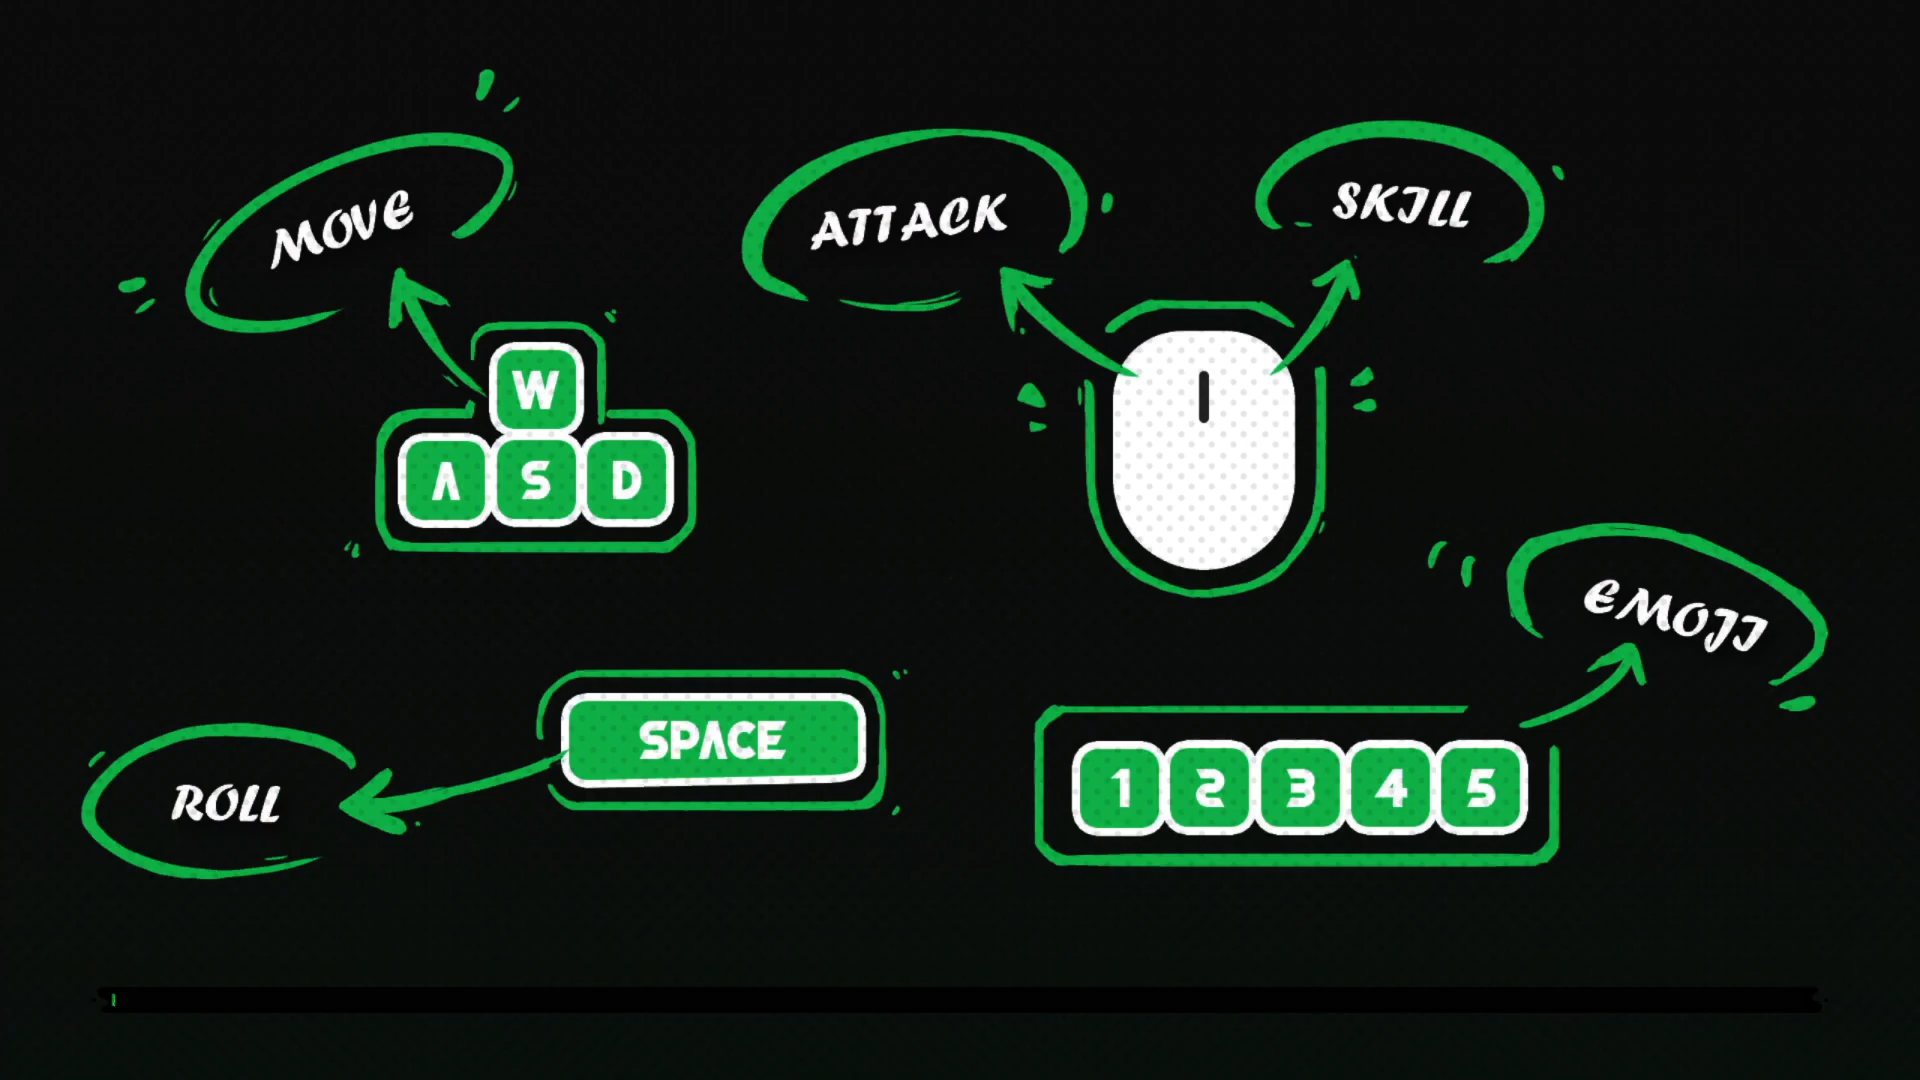 MOVE
ATTACK
SKILL
W
A S D
EMOJI
SPACE
ROLL
1 2 3 4 5